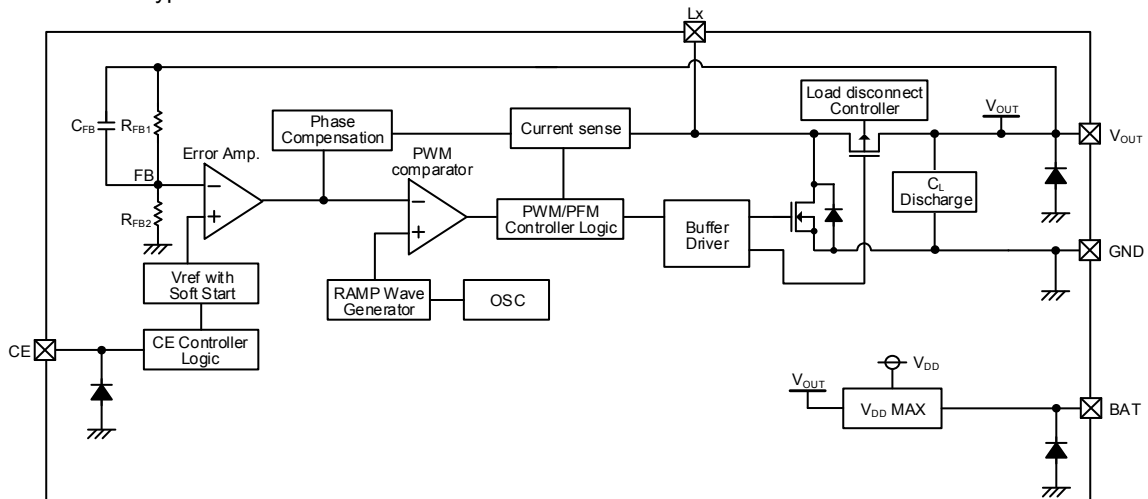 Lx
Load disconnect
Controller
VOUT
VOUT
CFB
RFB1
Phase
Compensation
Current sense
Error Amp.
PWM
comparator
FB
−
+
RFB2
−
+
PWM/PFM
Controller Logic
Buffer
Driver
CL
Discharge
GND
Vref with
Soft Start
RAMP Wave
Generator
OSC
CE
CE Controller
Logic
VDD
VOUT
VDD MAX
BAT